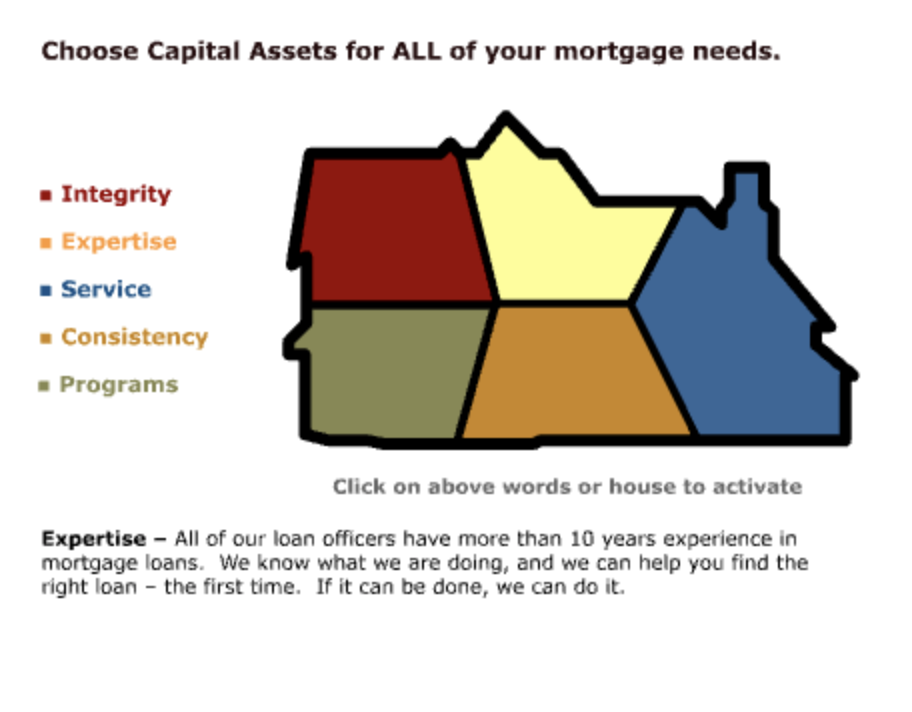 Choose Capital Assets for ALL of your mortgage needs.
Integrity
Expertise
Service
Consistency
Programs
Click on above words or house to activate
Expertise – All of our loan officers have more than 10 years experience in
mortgage loans.  We know what we are doing, and we can help you find the
right loan – the first time.  If it can be done, we can do it.